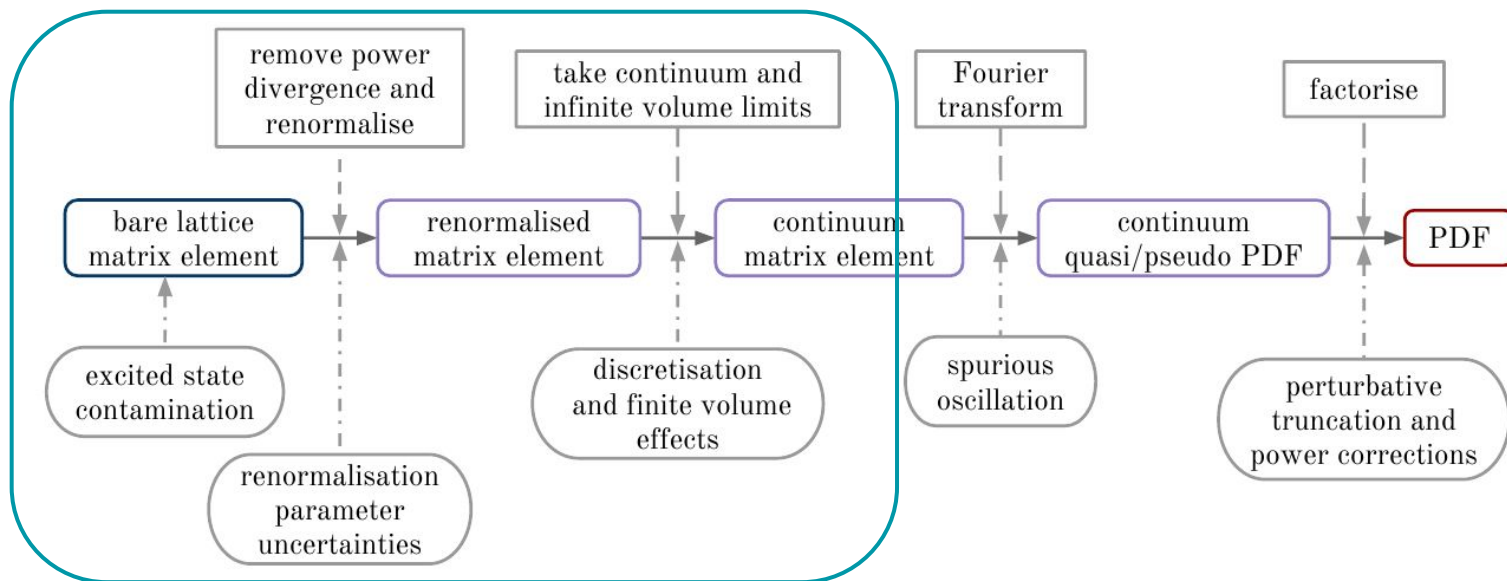 remove power
divergence and
renormalise
take continuum and
infinite volume limits
Fourier
transform
factorise
bare lattice
matrix element
renormalised
matrix element
continuum
matrix element
continuum
quasi/pseudo PDF
PDF
excited state
contamination
renormalisation
parameter
uncertainties
discretisation
and finite volume
effects
spurious
oscillation
perturbative
truncation and
power corrections